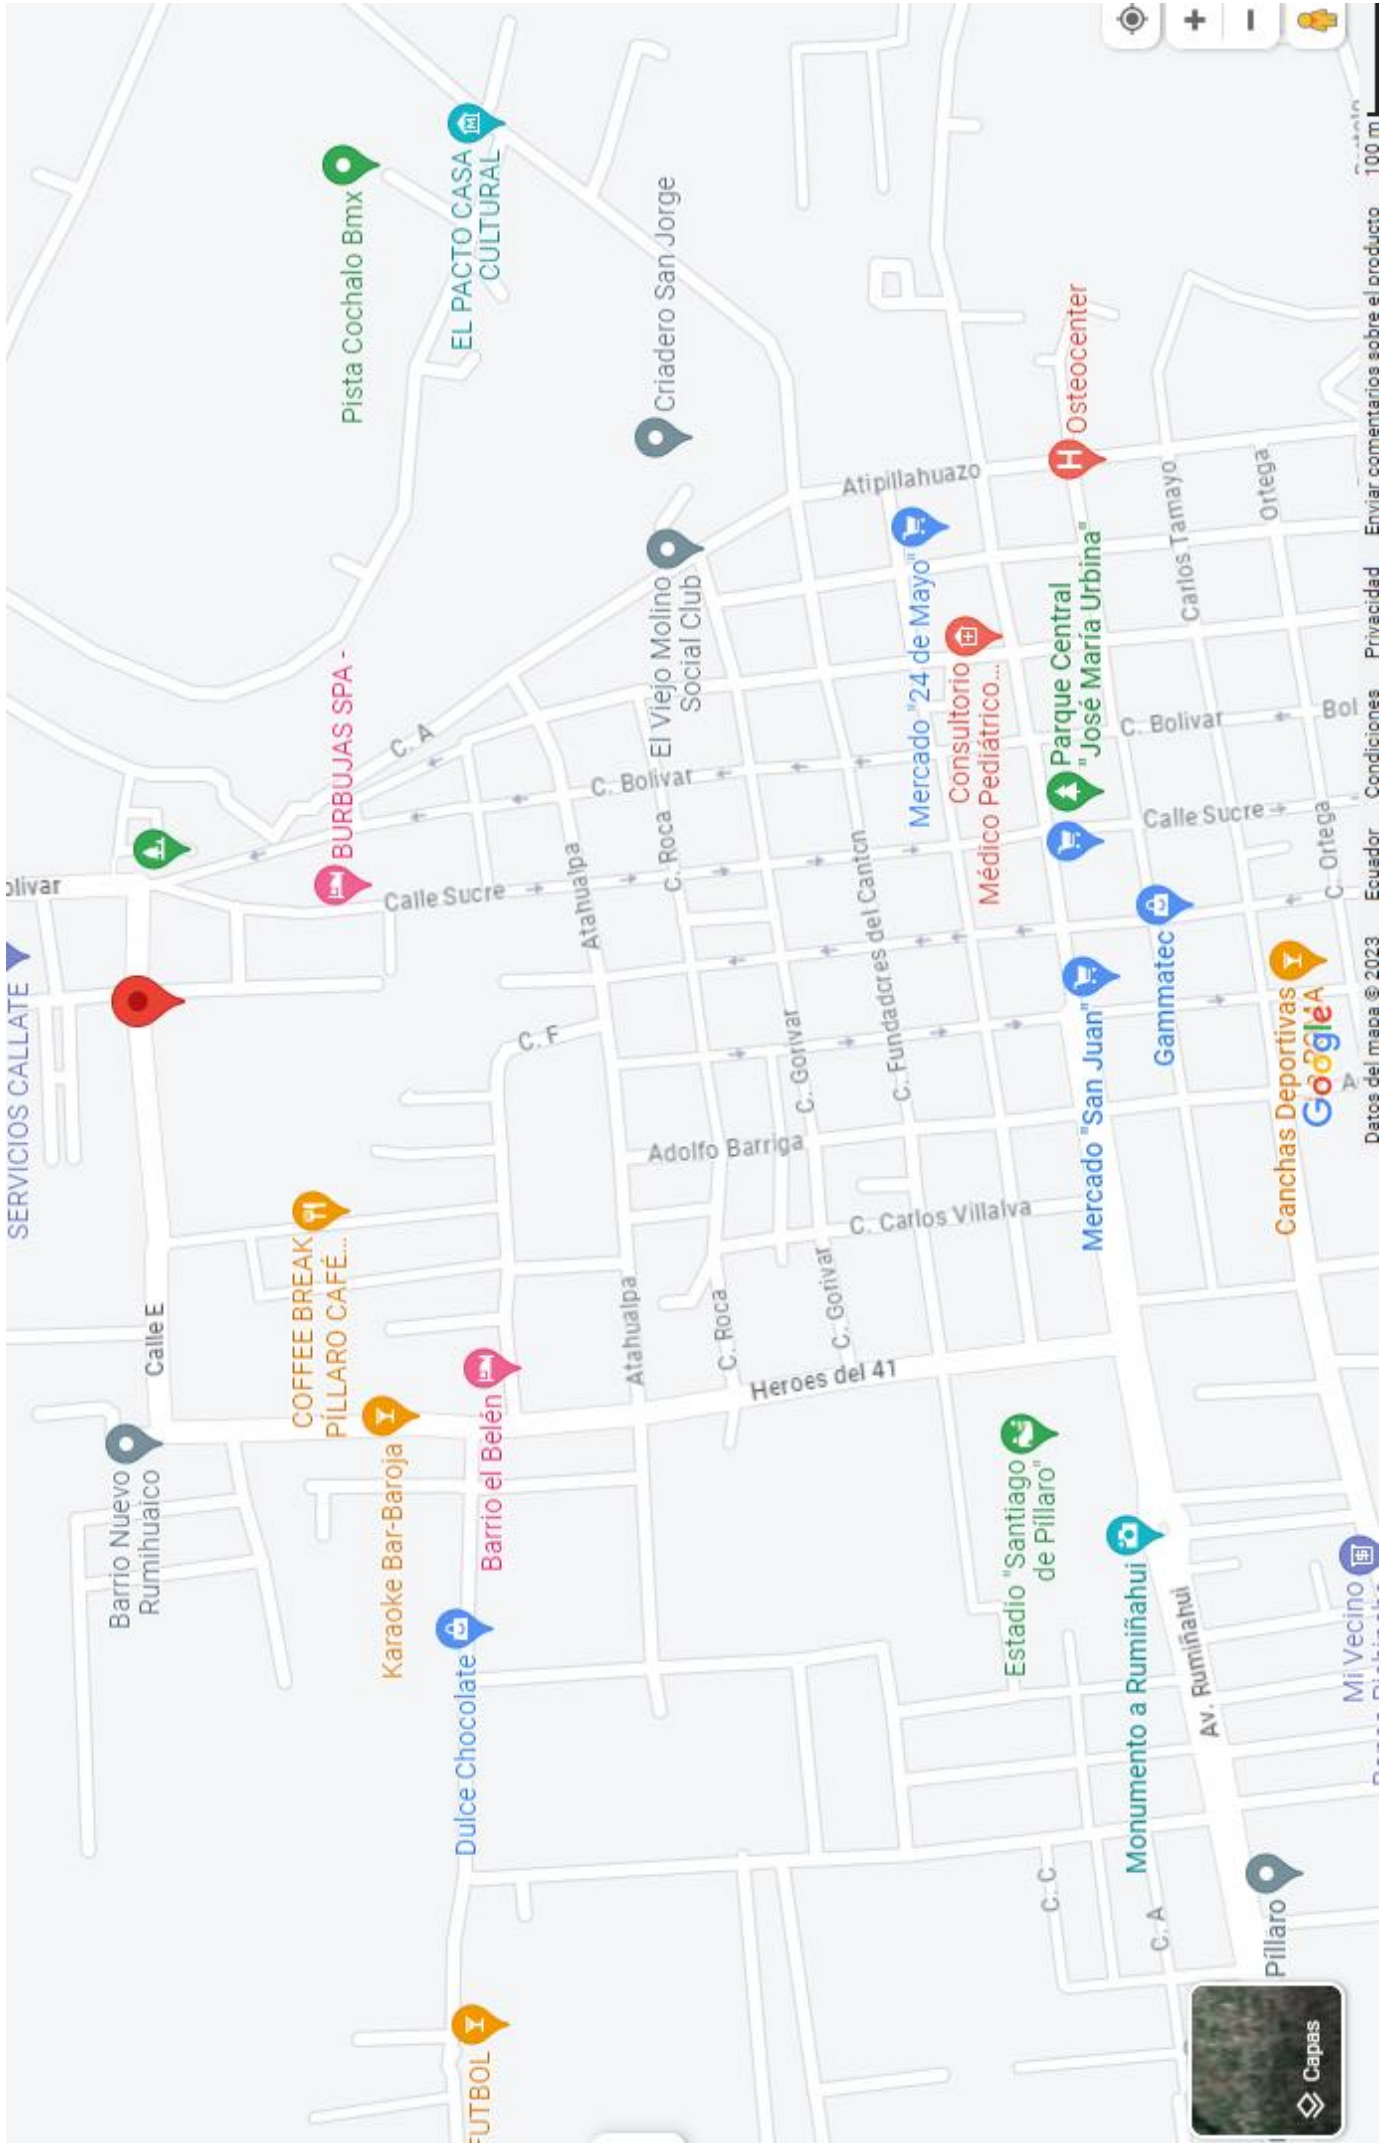 SERVICIOS CALLATE
olivar
Barrio Nuevo
Rumihuaico
Calle E
COFFEE BREAK
PÍLLARO CAFÉ...
BURBUJAS SPA -
Pista Cochalo Bmx
Karaoke Bar-Baroja
Calle Sucre
C. A
FUTBOL
Dulce Chocolate
Barrio el Belén
EL PACTO CASA
CULTURAL
C. F
Atahualpa
Atahualpa
C. Bolivar
C. Roca
C. Roca
El Viejo Molino
Social Club
Criadero San Jorge
Adolfo Barriga
Heroes del 41
C. Gorivar
C. Gorivar
C. Carlos Villalva
C. Fundadores del Canton
Atipillahuazo
Mercado "24 de Mayo"
Consultorio
Médico Pediátrico...
Estadio "Santiago
de Píllaro"
C. C
Parque Central
"José María Urbina"
Osteocenter
Mercado "San Juan"
Monumento a Rumiñahui
C. A
Gammatec
C. Bolivar
Calle Sucre
Carlos Tamayo
Av. Rumiñahui
Ortega
Píllaro
Canchas Deportivas
C. Ortega
Bol
A
Mi Vecino
Capas
Google
Datos del mapa © 2023 Ecuador Condiciones Privacidad Enviar comentarios sobre el producto 100 m